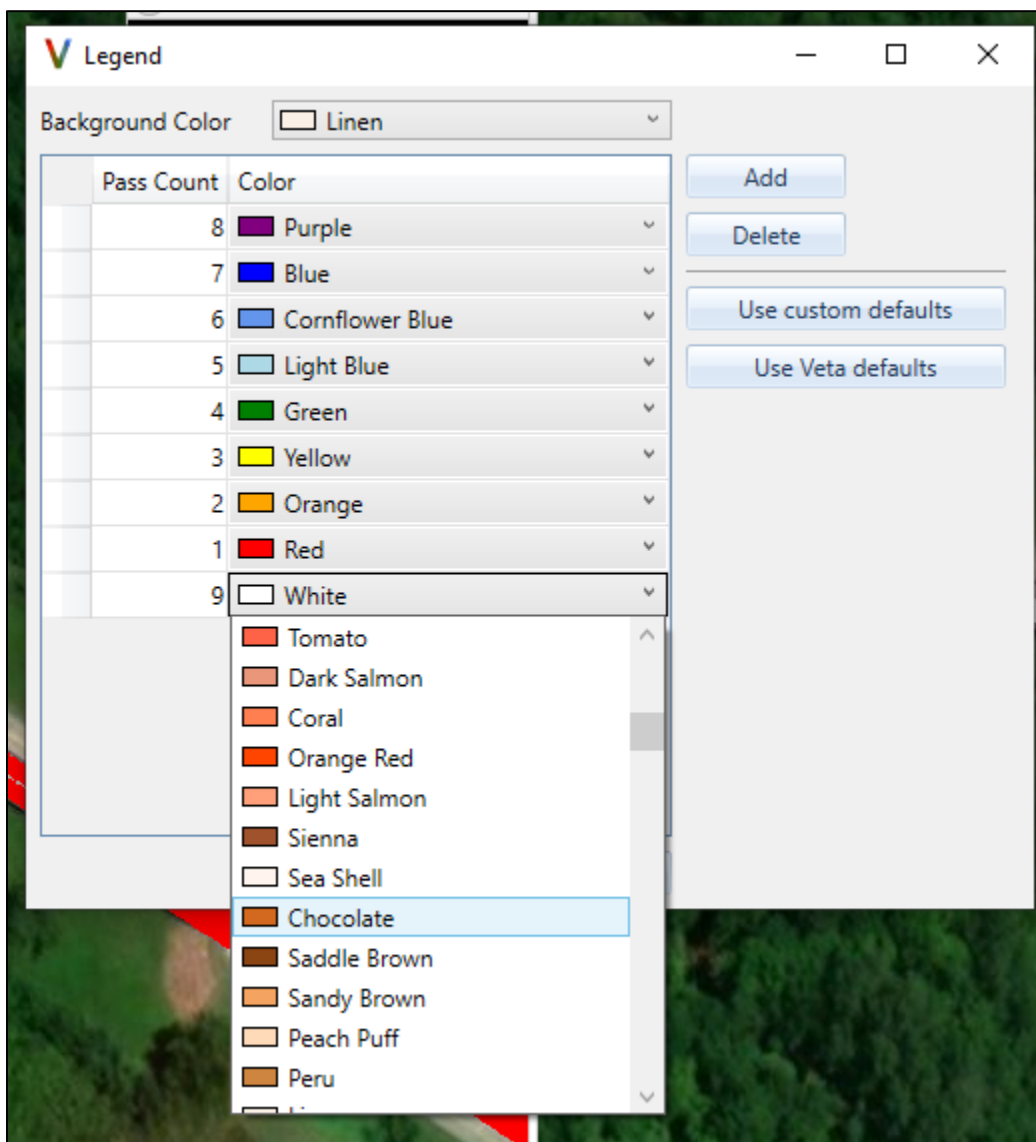 Legend
Background Color Linen
Pass Count Color
8 Purple
7 Blue
6 Cornflower Blue
5 Light Blue
4 Green
3 Yellow
2 Orange
1 Red
9 White
Tomato
Dark Salmon
Coral
Orange Red
Light Salmon
Sienna
Sea Shell
Chocolate
Saddle Brown
Sandy Brown
Peach Puff
Peru
Add
Delete
Use custom defaults
Use Veta defaults